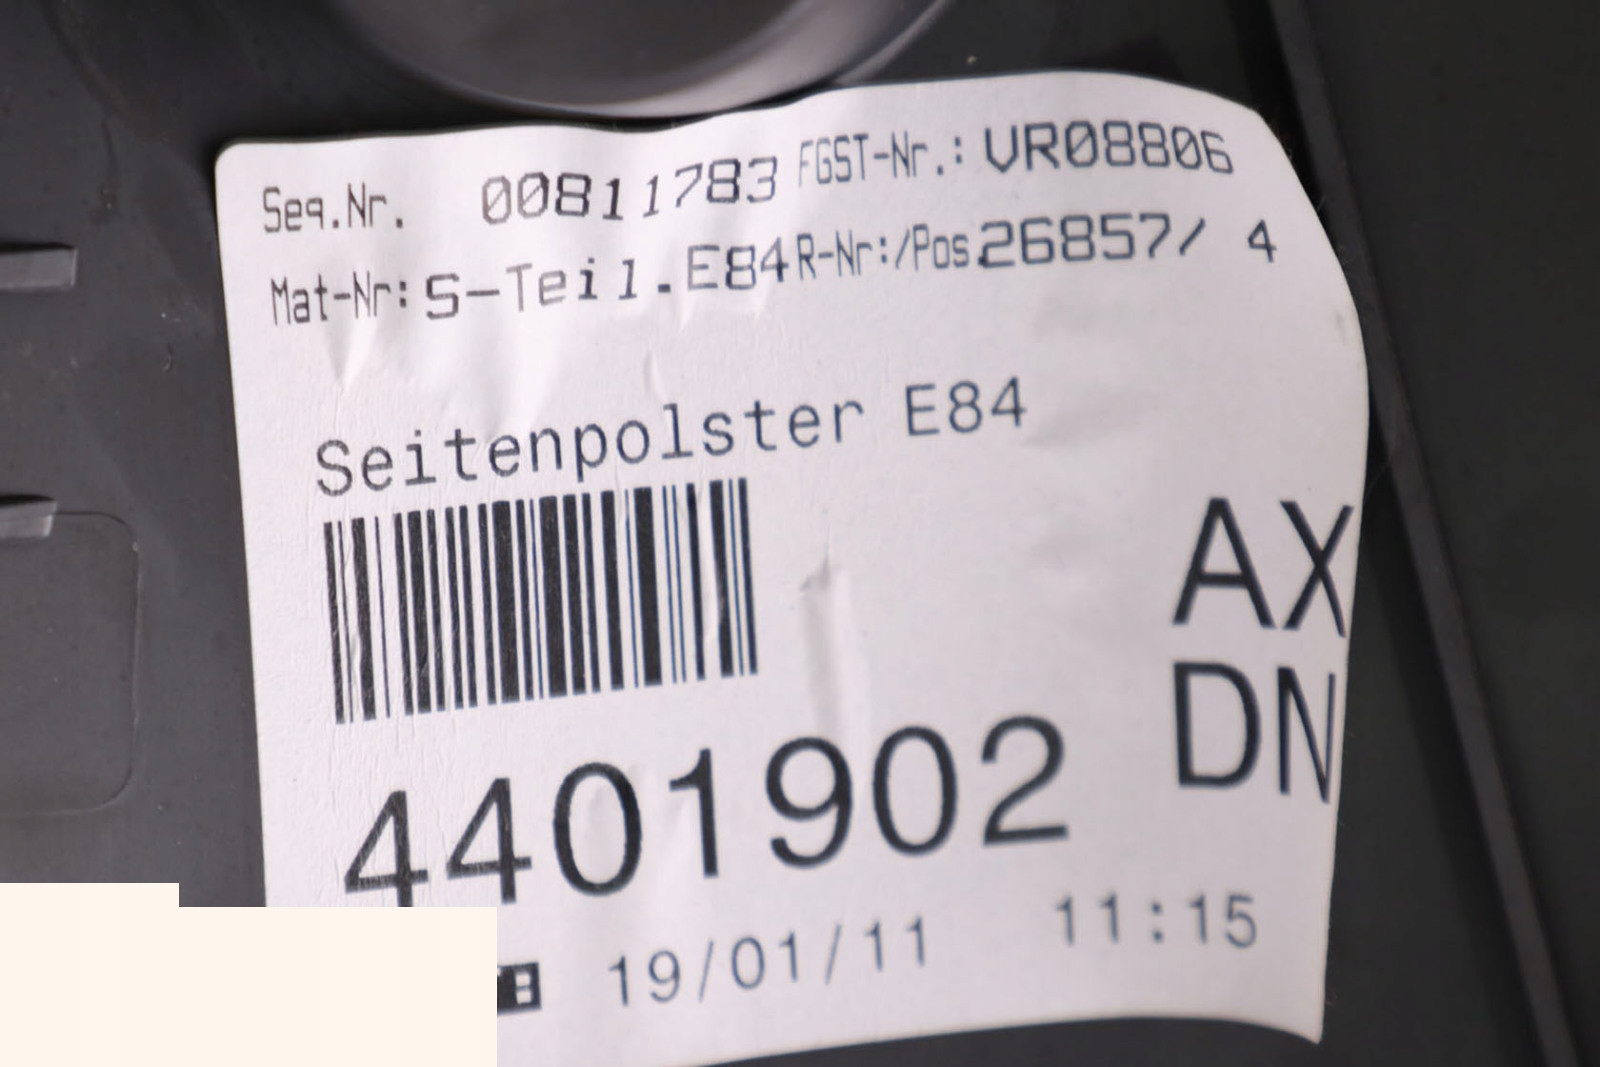 Seq.Nr. 00811783 FGST-Nr.: VR08806
Mat-Nr: S-Teil.E84 R-Nr:/Pos 26857/ 4
Seitenpolster E84
AX
DN
4401902
19/01/11 11:15